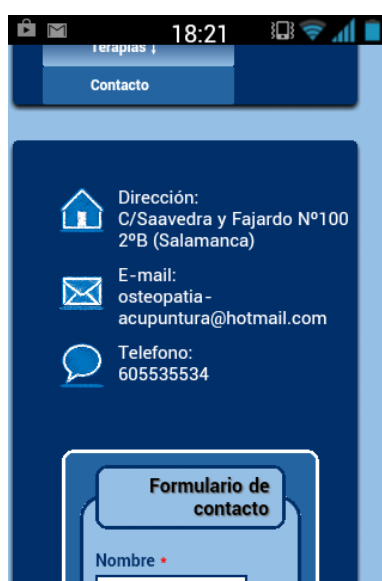 18:21
Terapias ↓
Contacto
Dirección:
C/Saavedra y Fajardo Nº100
2ºB (Salamanca)
E-mail:
osteopatia-
acupuntura@hotmail.com
Telefono:
605535534
Formulario de
contacto
Nombre *